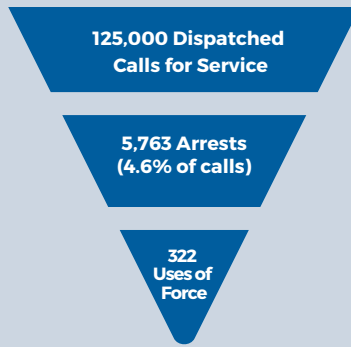 125,000 Dispatched
Calls for Service
5,763 Arrests
(4.6% of calls)
322
Uses of
Force